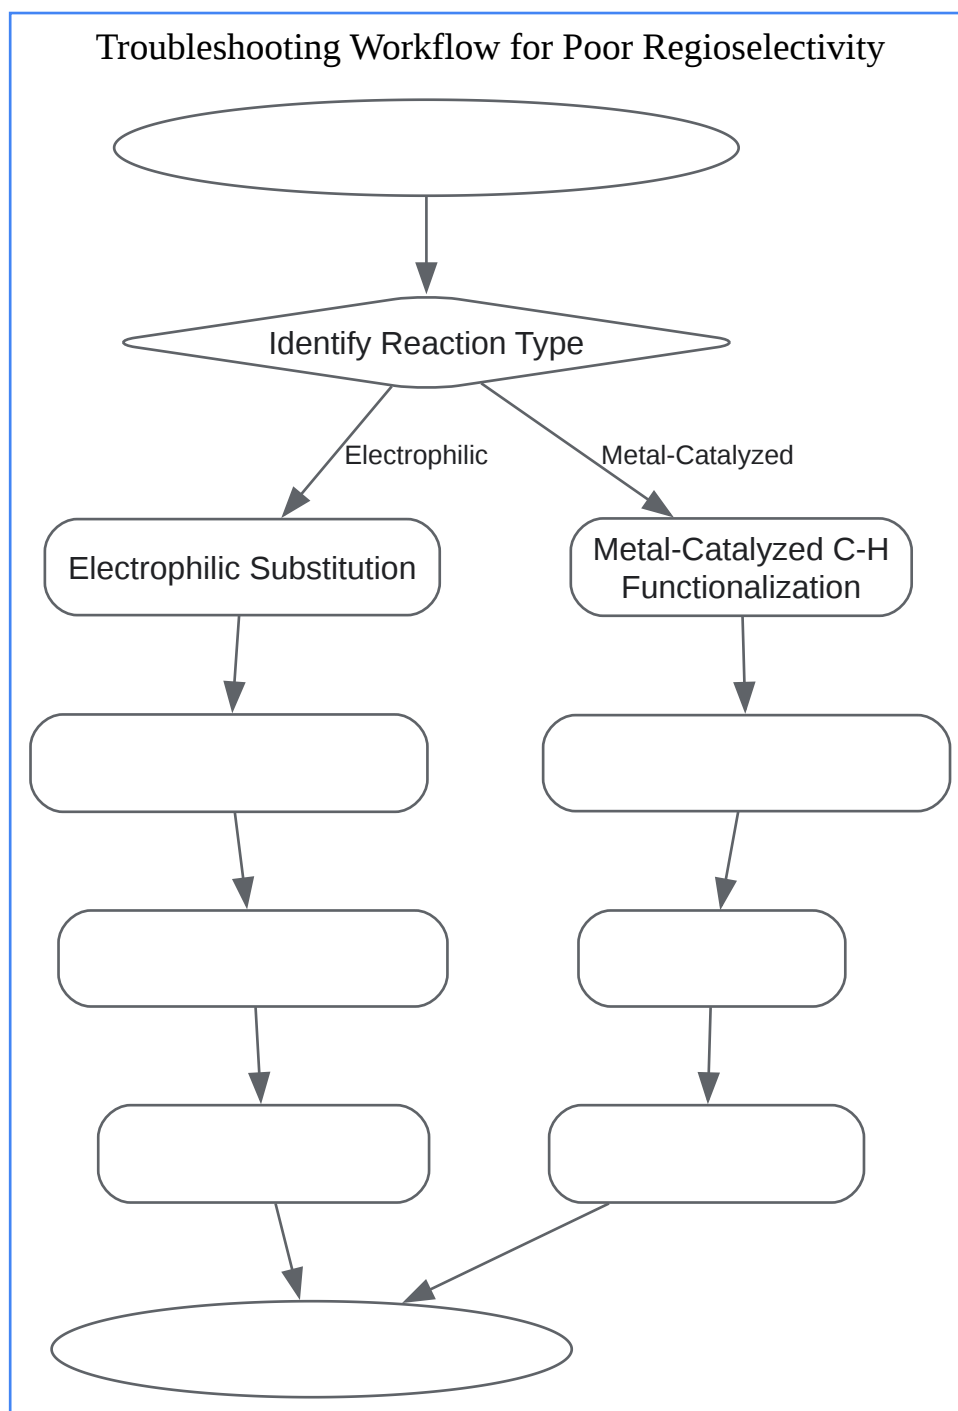 Troubleshooting Workflow for Poor Regioselectivity
Identify Reaction Type
Electrophilic
Metal-Catalyzed
Electrophilic Substitution
Metal-Catalyzed C-H
Functionalization